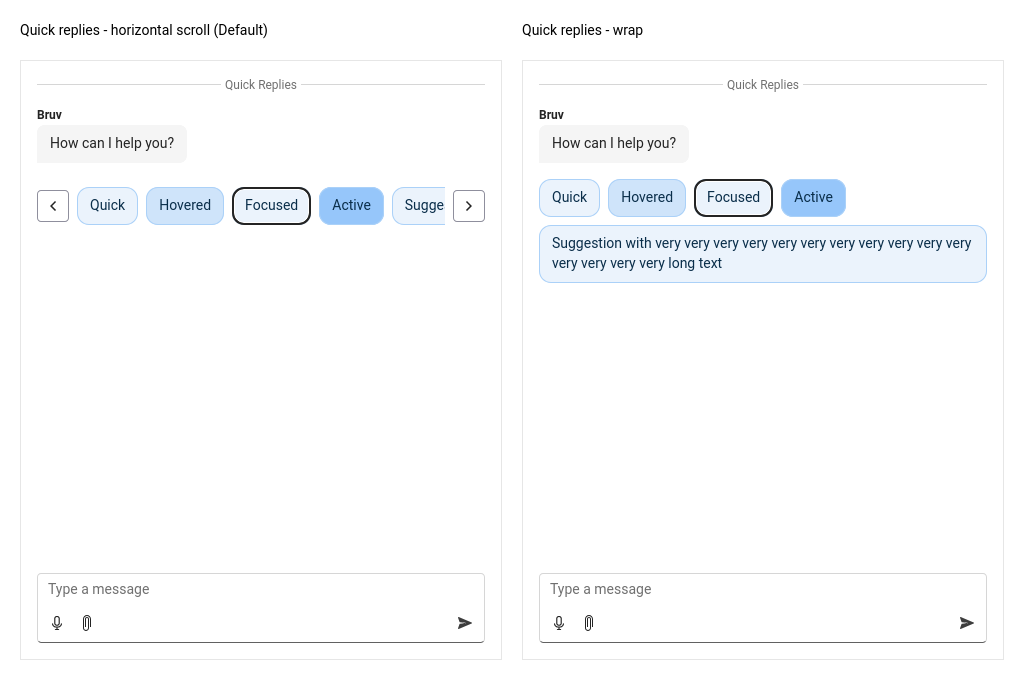 Quick replies - horizontal scroll (Default)
Quick Replies
Bruv
How can I help you?
Quick
Hovered
Focused
Active
Sugge
Type a message
Quick replies - wrap
Quick Replies
Bruv
How can I help you?
Quick
Hovered
Focused
Active
Suggestion with very very very very very very very very very very very
very very very very long text
Type a message